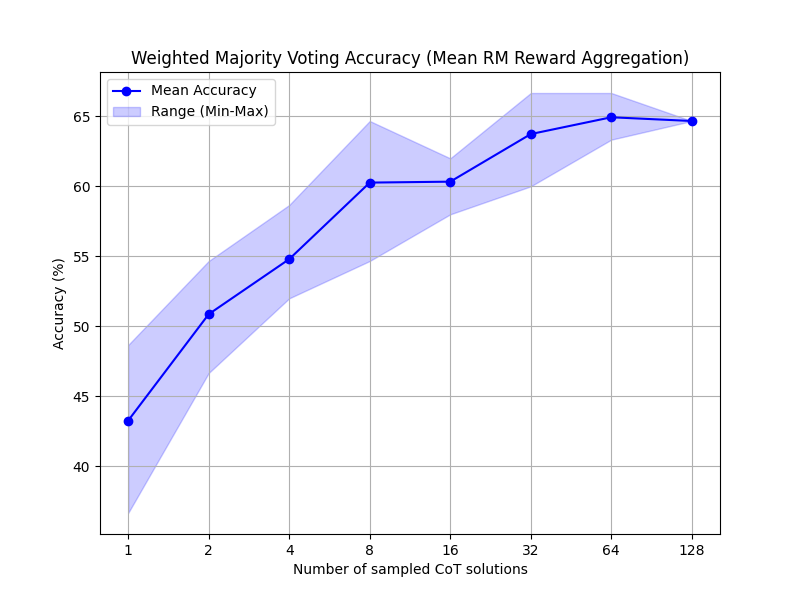 Weighted Majority Voting Accuracy (Mean RM Reward Aggregation)
Mean Accuracy
Range (Min-Max)
Accuracy (%)
65
60
55
50
45
40
1 2 4 8 16 32 64 128
Number of sampled CoT solutions